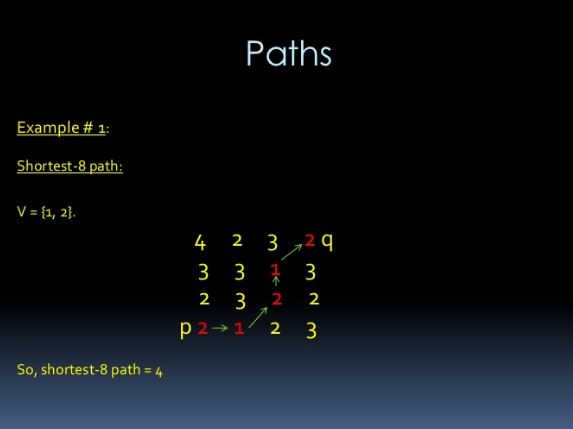 Paths
Example # 1:
Shortest-8 path:
V = {1, 2}.
4 2 3 2 q
3 3 1 3
2 3 2 2
p 2 1 2 3
So, shortest-8 path = 4